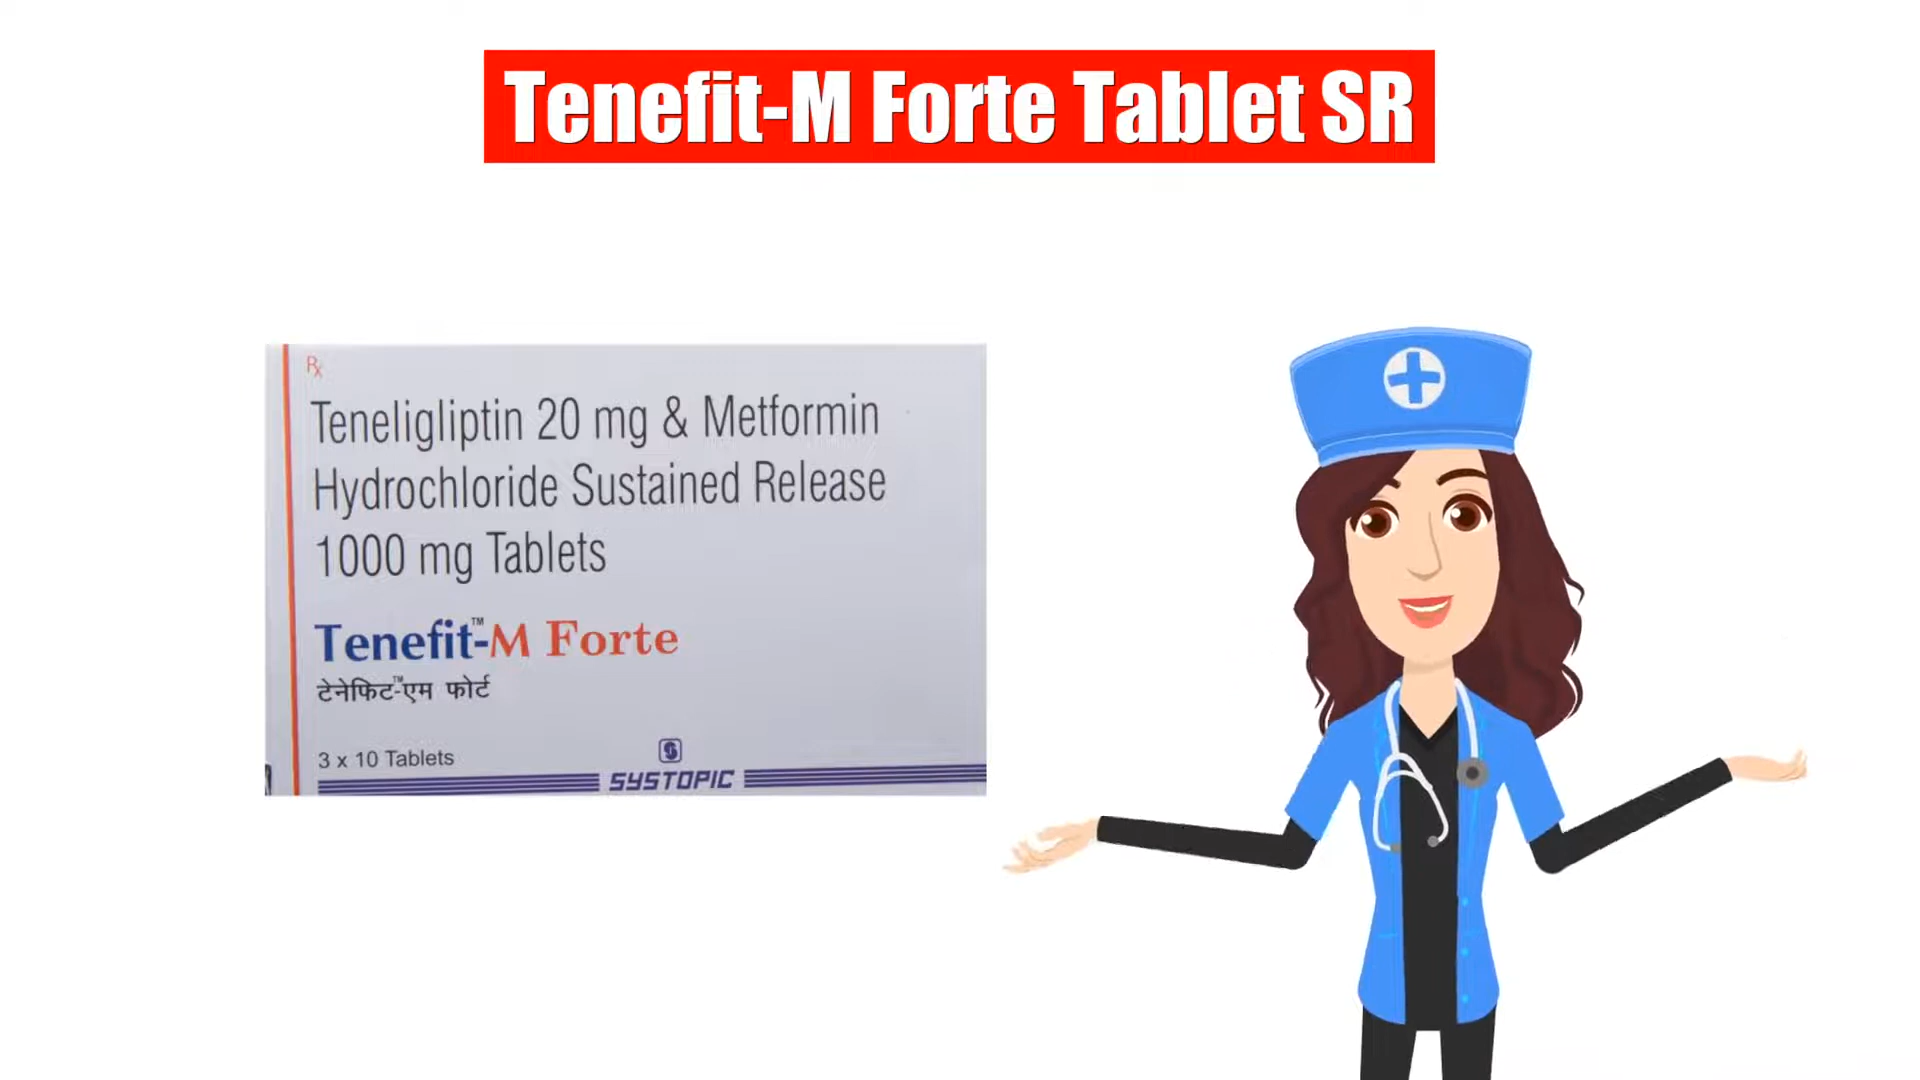 Tenefit-M Forte Tablet SR
Rx
Teneligliptin 20 mg & Metformin
Hydrochloride Sustained Release
1000 mg Tablets
Tenefit™-M Forte
टेनेफिट™-एम फोर्ट
3 x 10 Tablets
SYSTOPIC